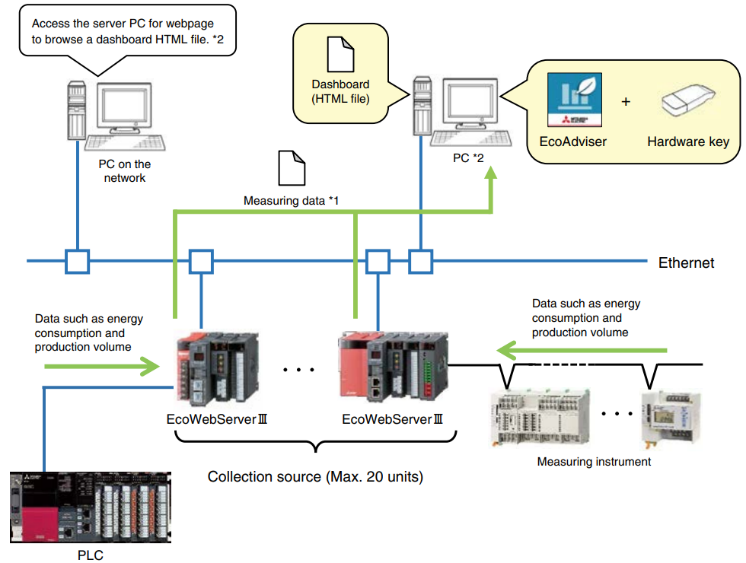 Access the server PC for webpage
to browse a dashboard HTML file. *2
Dashboard
(HTML file)
EcoAdviser
+
Hardware key
PC on the
network
PC *2
Measuring data *1
Ethernet
Data such as energy
consumption and
production volume
Data such as energy
consumption and
production volume
EcoWebServerⅢ
EcoWebServerⅢ
Measuring instrument
Collection source (Max. 20 units)
PLC